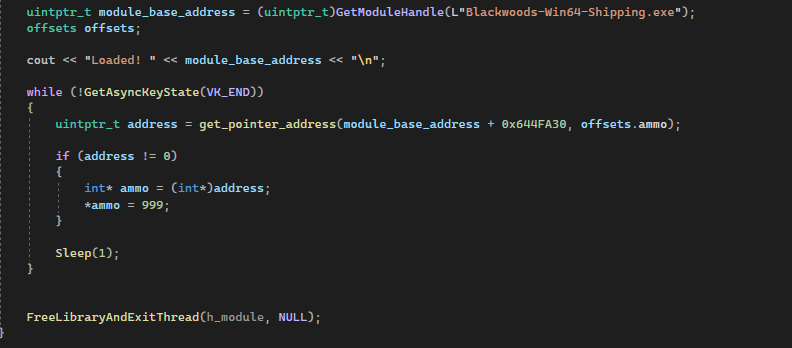 uintptr_t module_base_address = (uintptr_t)GetModuleHandle(L"Blackwoods-Win64-Shipping.exe");
offsets offsets;
cout << "Loaded! " << module_base_address << "\n";
while (!GetAsyncKeyState(VK_END))
{
uintptr_t address = get_pointer_address(module_base_address + 0x644FA30, offsets.ammo);
if (address != 0)
{
int* ammo = (int*)address;
*ammo = 999;
}
Sleep(1);
}
FreeLibraryAndExitThread(h_module, NULL);
}